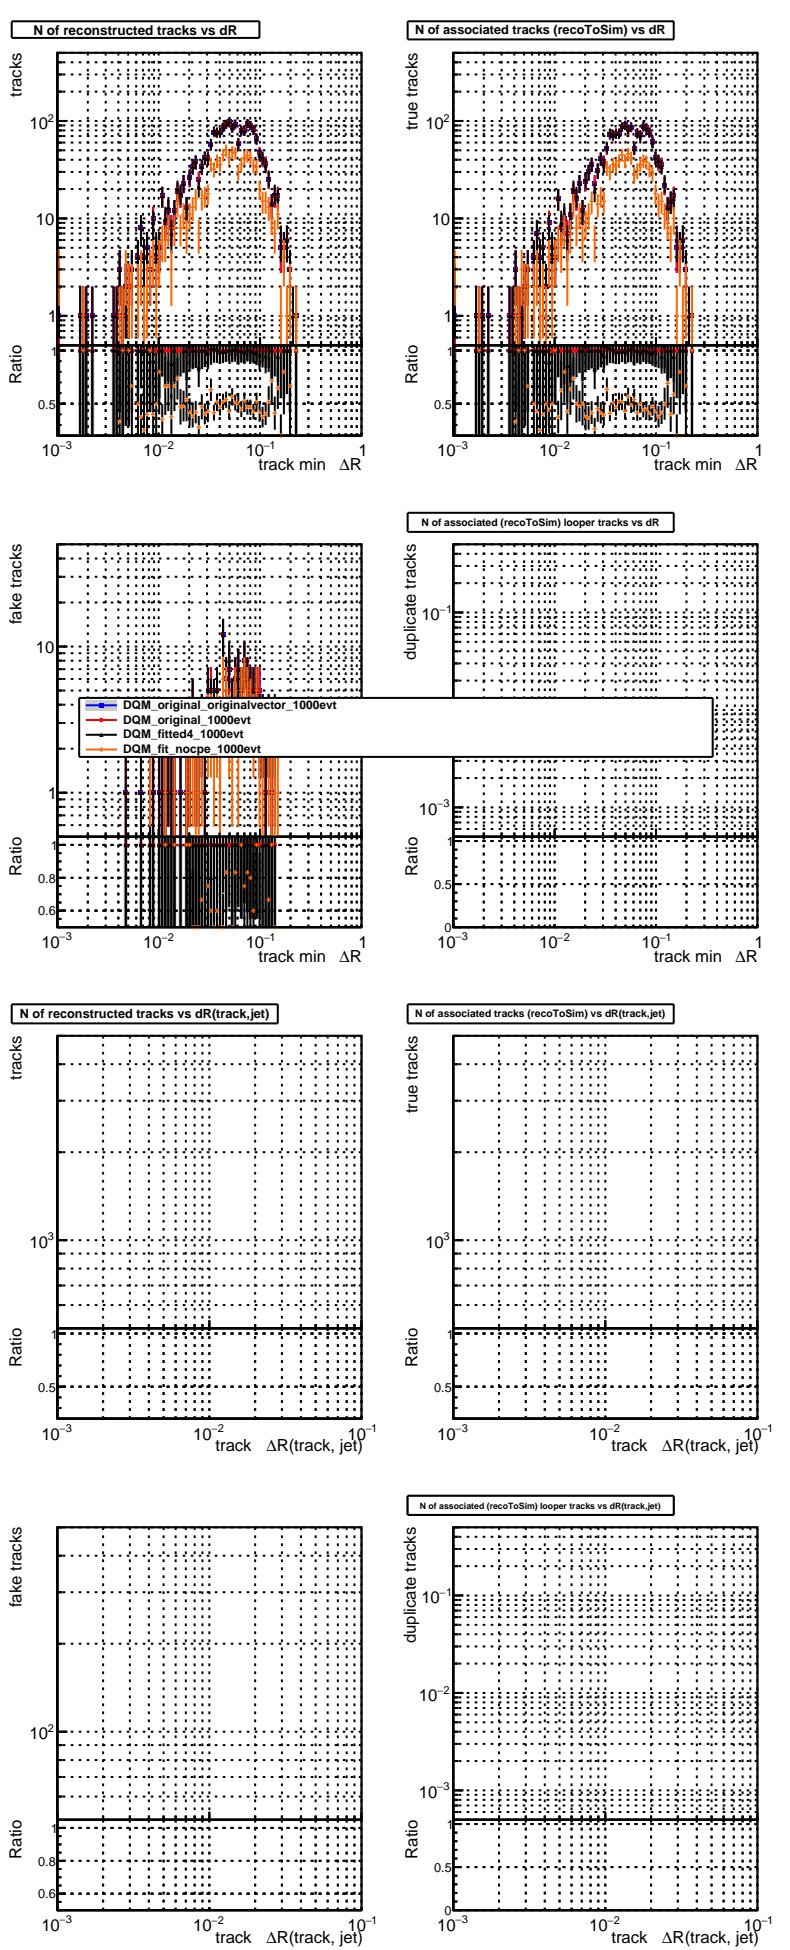 N of reconstructed tracks vs dR
N of associated tracks (recoToSim) vs dR
tracks
10²
10
1
Ratio
1
0.5
10⁻³
10⁻²
10⁻¹
1
track min ΔR
true tracks
10²
10
1
Ratio
1
0.5
10⁻³
10⁻²
10⁻¹
1
track min ΔR
N of associated (recoToSim) looper tracks vs dR
fake tracks
10
1
Ratio
1
0.8
0.6
10⁻³
10⁻²
10⁻¹
1
track min ΔR
duplicate tracks
10⁻¹
10⁻³
Ratio
1
0.5
0
10⁻³
10⁻²
10⁻¹
1
track min ΔR
DQM_original_originalvector_1000evt
DQM_original_1000evt
DQM_fitted4_1000evt
DQM_fit_nocpe_1000evt
N of reconstructed tracks vs dR(track,jet)
N of associated tracks (recoToSim) vs dR(track,jet)
tracks
10³
Ratio
1
0.5
10⁻³
10⁻²
10⁻¹
track ΔR(track, jet)
true tracks
10³
Ratio
1
0.5
10⁻³
10⁻²
10⁻¹
track ΔR(track, jet)
N of associated (recoToSim) looper tracks vs dR(track,jet)
fake tracks
10²
Ratio
1
0.8
0.6
10⁻³
10⁻²
10⁻¹
track ΔR(track, jet)
duplicate tracks
10⁻¹
10⁻²
10⁻³
Ratio
1
0.5
0
10⁻³
10⁻²
10⁻¹
track ΔR(track, jet)